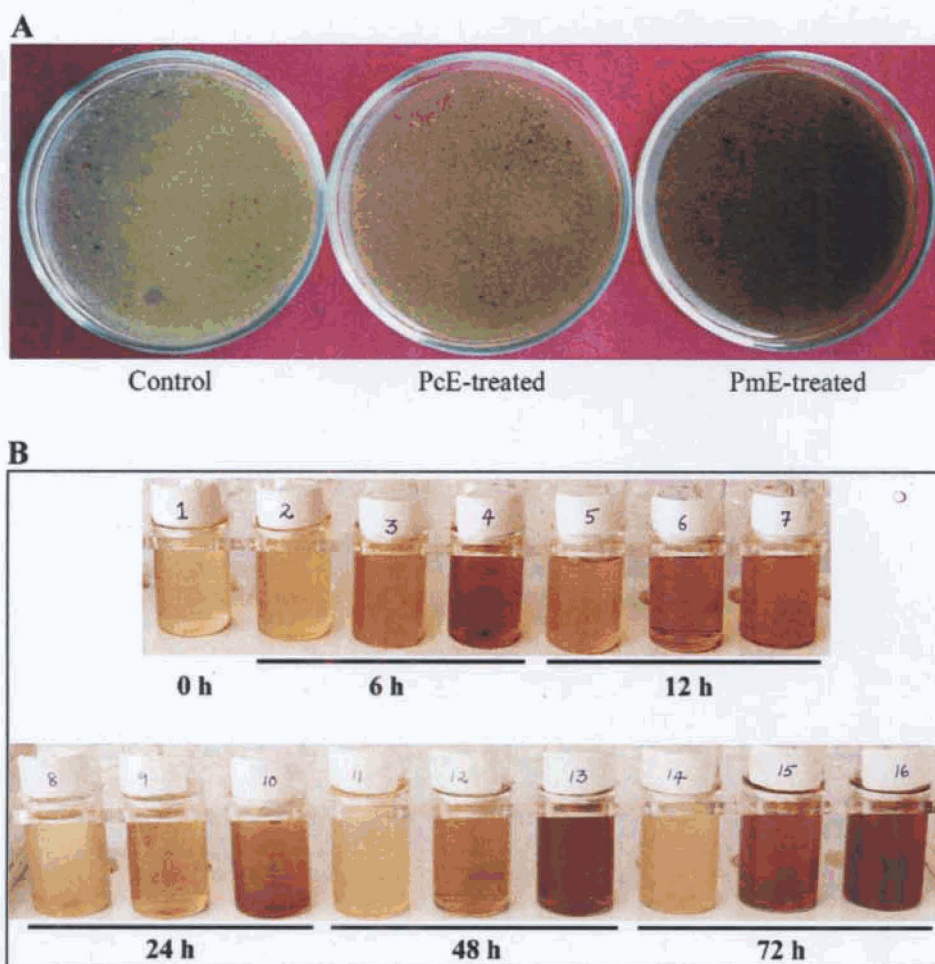 A
Control PcE-treated PmE-treated
B
1 2 3 4 5 6 7
0 h 6 h 12 h
8 9 10 11 12 13 14 15 16
24 h 48 h 72 h